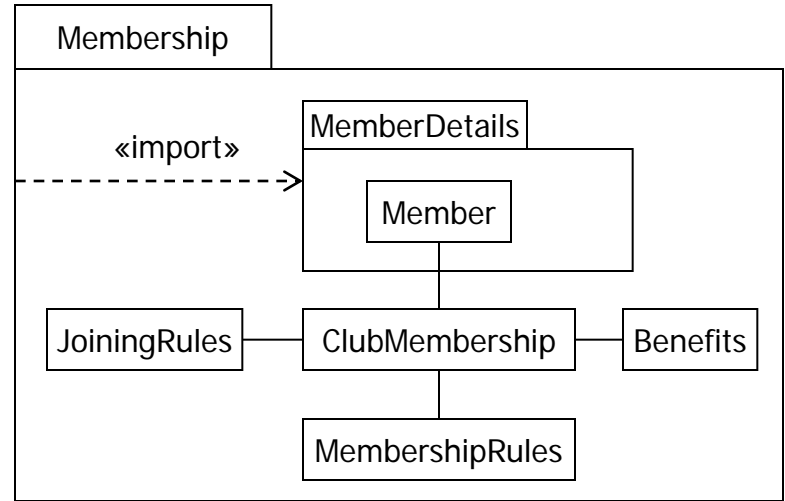 Membership
MemberDetails
«import»
Member
JoiningRules
ClubMembership
Benefits
MembershipRules